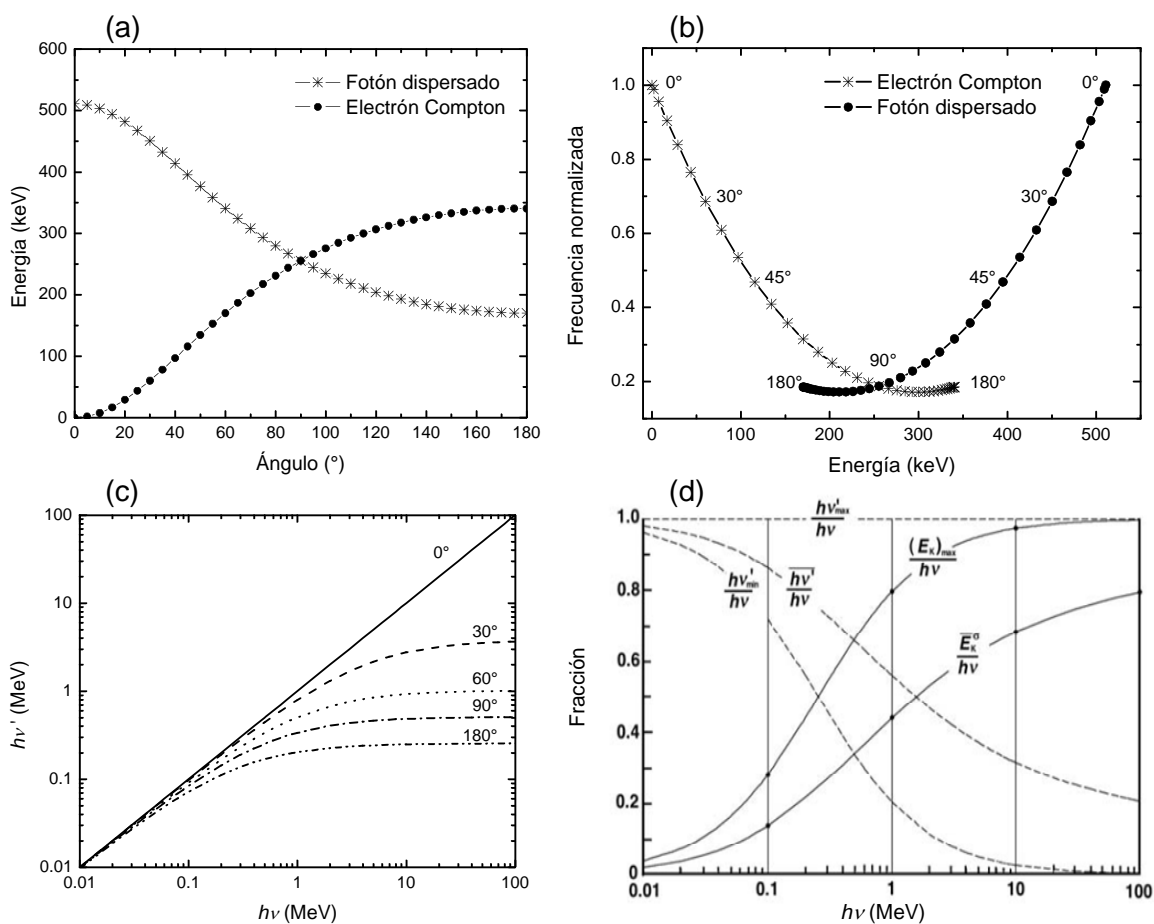 (a)
Energía (keV)
600
500
400
300
200
100
0
Fotón dispersado
Electrón Compton
0 20 40 60 80 100 120 140 160 180
Ángulo (°)
(b)
Frecuencia normalizada
1.0
0.8
0.6
0.4
0.2
0°
Electrón Compton
Fotón dispersado
0°
30°
30°
45°
45°
90°
180°
180°
0 100 200 300 400 500
Energía (keV)
(c)
hν' (MeV)
100
10
1
0.1
0.01
0°
30°
60°
90°
180°
0.01 0.1 1 10 100
hν (MeV)
(d)
Fracción
1.0
0.8
0.6
0.4
0.2
0
hν'max
hν
(EK)max
hν
hν'min
hν
hν'
hν
EKσ
hν
0.01 0.1 1 10 100
hν (MeV)